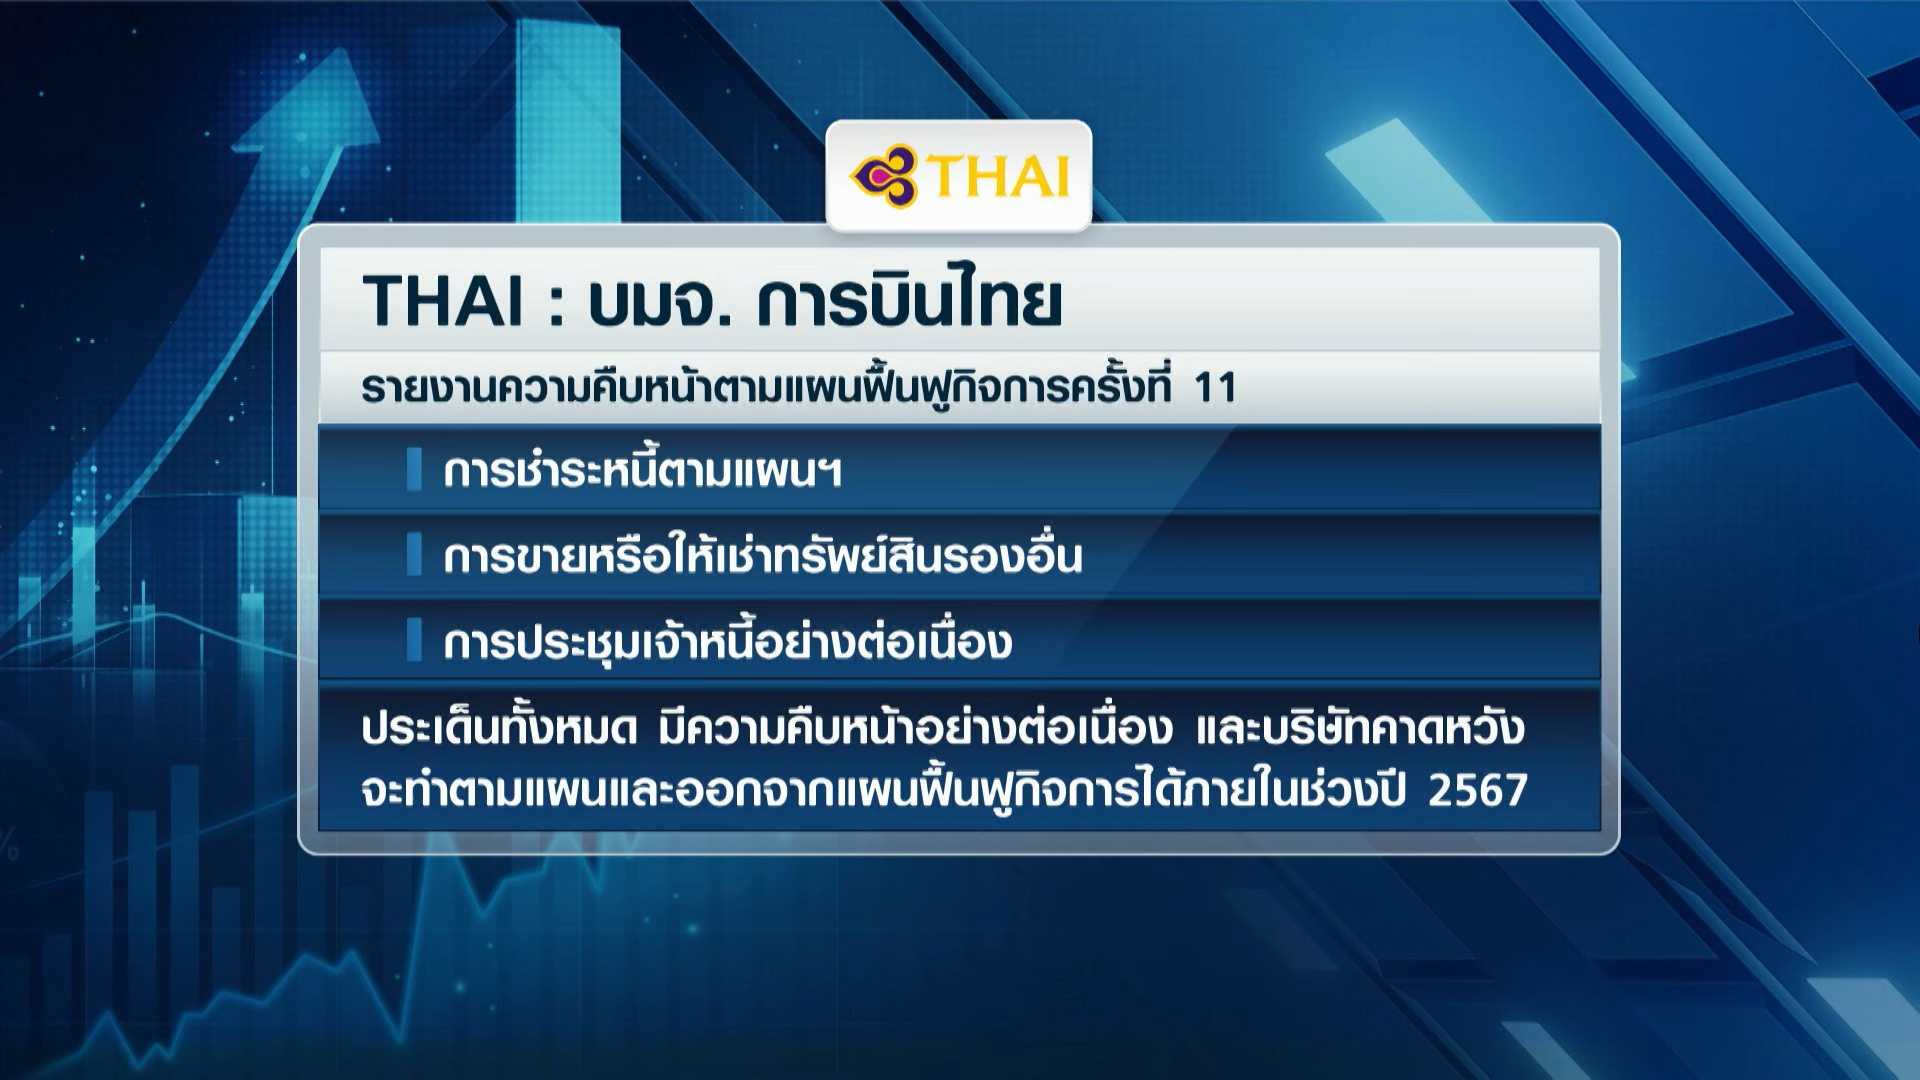 THAI
THAI : บมจ. การบินไทย
รายงานความคืบหน้าตามแผนฟื้นฟูกิจการครั้งที่ 11
การชำระหนี้ตามแผนฯ
การขายหรือให้เช่าทรัพย์สินรองอื่น
การประชุมเจ้าหนี้อย่างต่อเนื่อง
ประเด็นทั้งหมด มีความคืบหน้าอย่างต่อเนื่อง และบริษัทคาดหวัง
จะทำตามแผนและออกจากแผนฟื้นฟูกิจการได้ภายในช่วงปี 2567
%